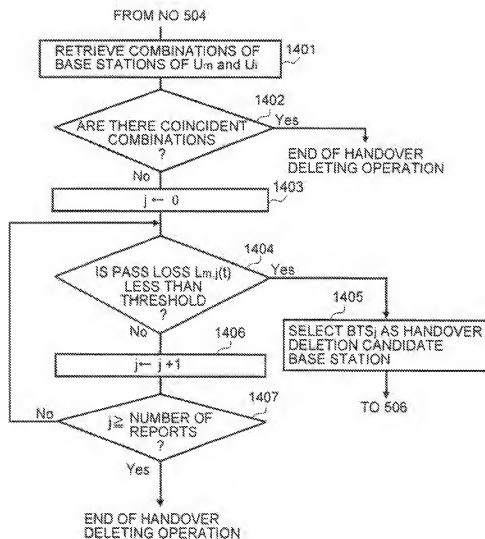 FROM NO 504
1401
RETRIEVE COMBINATIONS OF
BASE STATIONS OF Um and Ui
1402
ARE THERE COINCIDENT
COMBINATIONS
?
Yes
END OF HANDOVER
DELETING OPERATION
No
1403
j ← 0
1404
IS PASS LOSS Lm,j(t)
LESS THAN
THRESHOLD
?
Yes
1405
SELECT BTSj AS HANDOVER
DELETION CANDIDATE
BASE STATION
TO 506
No
1406
j ← j +1
1407
j≧ NUMBER OF
REPORTS
?
No
Yes
END OF HANDOVER
DELETING OPERATION